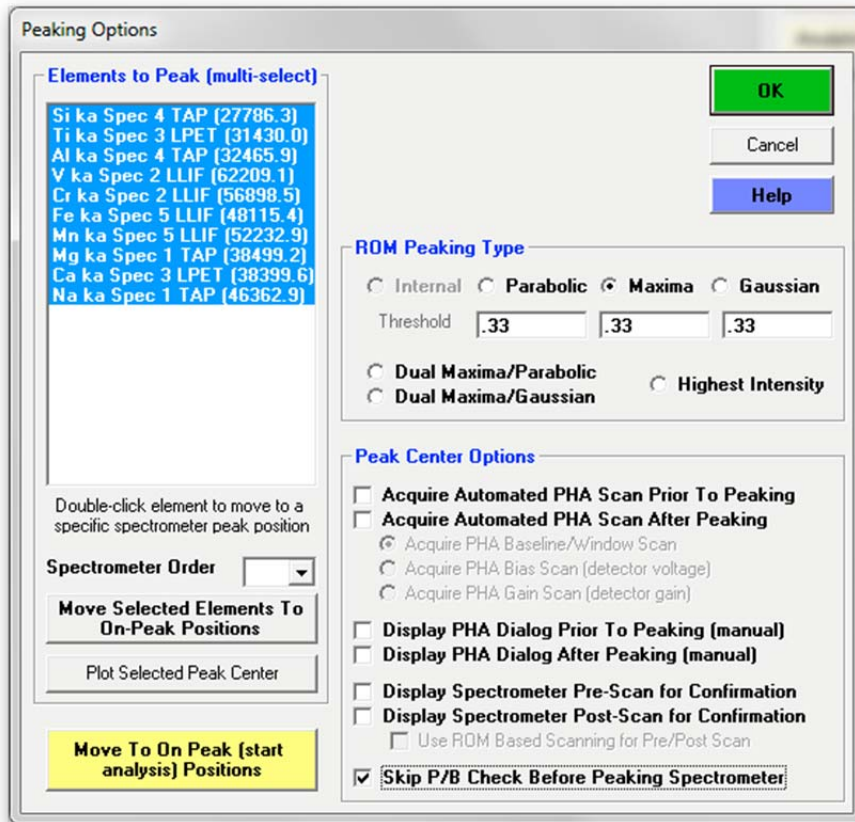 Peaking Options
Elements to Peak (multi-select)
Si ka Spec 4 TAP (27786.3)
Ti ka Spec 3 LPET (31430.0)
Al ka Spec 4 TAP (32465.9)
V ka Spec 2 LLIF (62209.1)
Cr ka Spec 2 LLIF (56898.5)
Fe ka Spec 5 LLIF (48115.4)
Mn ka Spec 5 LLIF (52232.9)
Mg ka Spec 1 TAP (38499.2)
Ca ka Spec 3 LPET (38399.6)
Na ka Spec 1 TAP (46362.9)
Double-click element to move to a
specific spectrometer peak position
Spectrometer Order
Move Selected Elements To
On-Peak Positions
Plot Selected Peak Center
Move To On Peak (start
analysis) Positions
OK
Cancel
Help
ROM Peaking Type
Internal Parabolic Maxima Gaussian
Threshold .33 .33 .33
Dual Maxima/Parabolic
Dual Maxima/Gaussian
Highest Intensity
Peak Center Options
Acquire Automated PHA Scan Prior To Peaking
Acquire Automated PHA Scan After Peaking
Acquire PHA Baseline/Window Scan
Acquire PHA Bias Scan (detector voltage)
Acquire PHA Gain Scan (detector gain)
Display PHA Dialog Prior To Peaking (manual)
Display PHA Dialog After Peaking (manual)
Display Spectrometer Pre-Scan for Confirmation
Display Spectrometer Post-Scan for Confirmation
Use ROM Based Scanning for Pre/Post Scan
Skip P/B Check Before Peaking Spectrometer